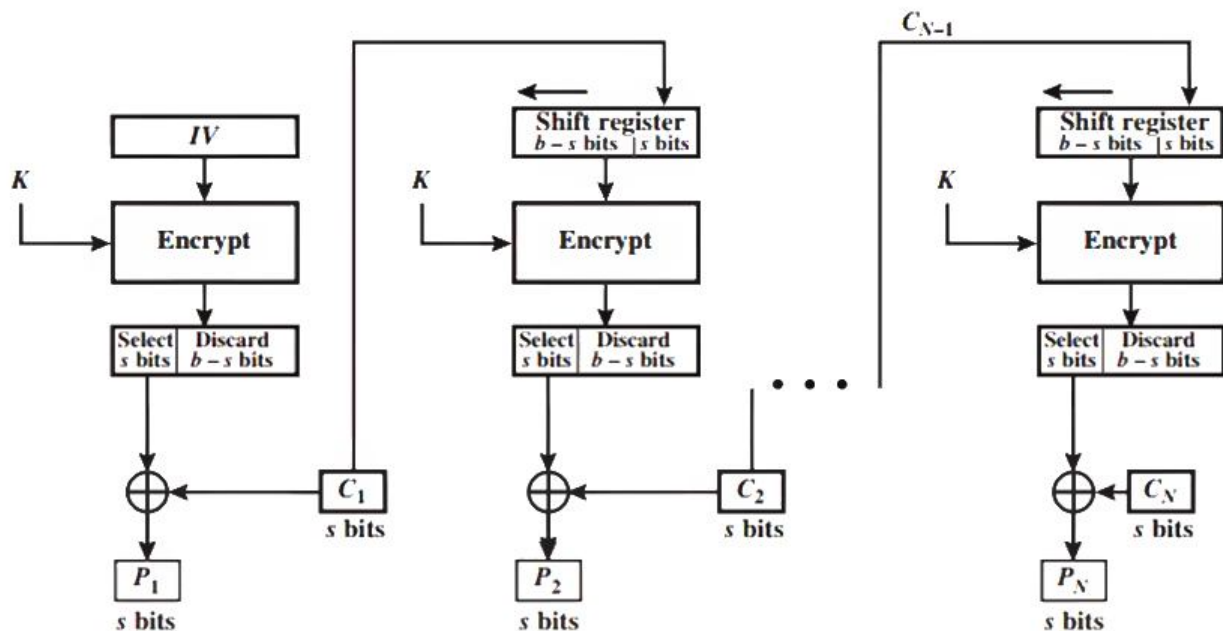 C_{N-1}
IV
K
Encrypt
Select Discard
s bits b – s bits
C_1
s bits
P_1
s bits
Shift register
b – s bits s bits
K
Encrypt
Select Discard
s bits b – s bits
C_2
s bits
P_2
s bits
• • •
Shift register
b – s bits s bits
K
Encrypt
Select Discard
s bits b – s bits
C_N
s bits
P_N
s bits